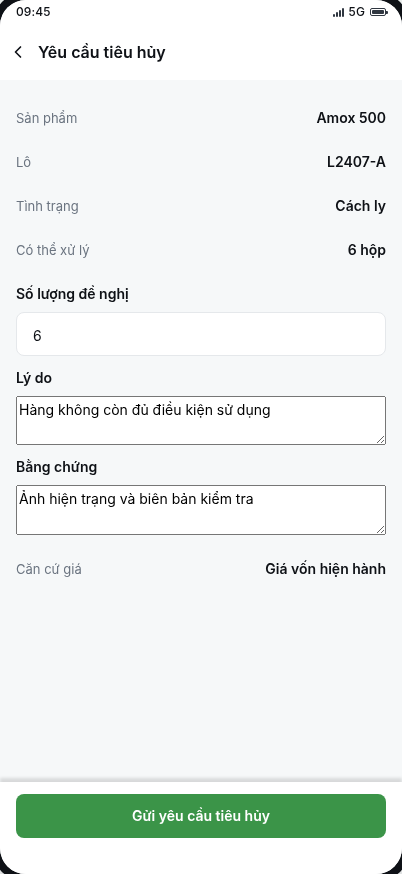 09:45
5G
Yêu cầu tiêu hủy
Sản phẩm
Amox 500
Lô
L2407-A
Tình trạng
Cách ly
Có thể xử lý
6 hộp
Số lượng đề nghị
6
Lý do
Hàng không còn đủ điều kiện sử dụng
Bằng chứng
Ảnh hiện trạng và biên bản kiểm tra
Căn cứ giá
Giá vốn hiện hành
Gửi yêu cầu tiêu hủy